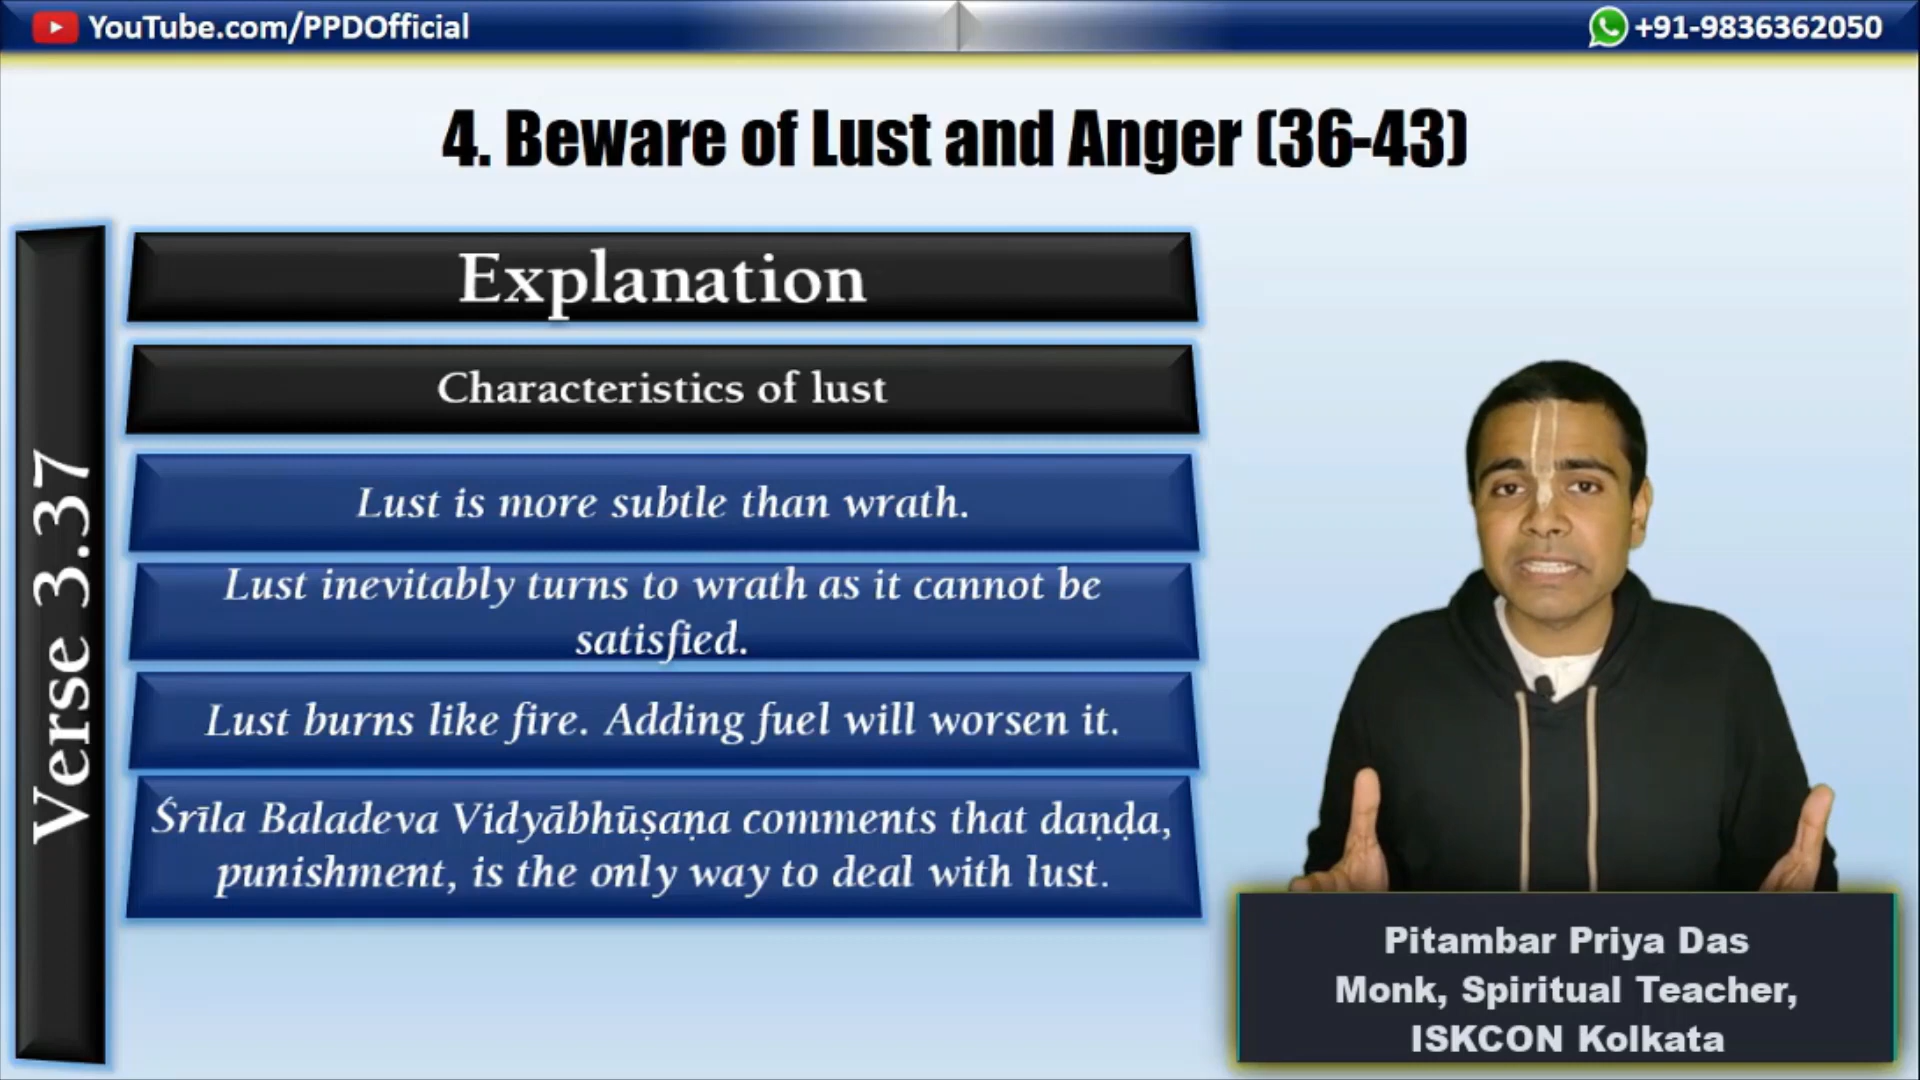 YouTube.com/PPDOfficial
+91-9836362050
4. Beware of Lust and Anger (36-43)
Verse 3.37
Explanation
Characteristics of lust
Lust is more subtle than wrath.
Lust inevitably turns to wrath as it cannot be
satisfied.
Lust burns like fire. Adding fuel will worsen it.
Śrīla Baladeva Vidyābhūṣaṇa comments that daṇḍa,
punishment, is the only way to deal with lust.
Pitambar Priya Das
Monk, Spiritual Teacher,
ISKCON Kolkata